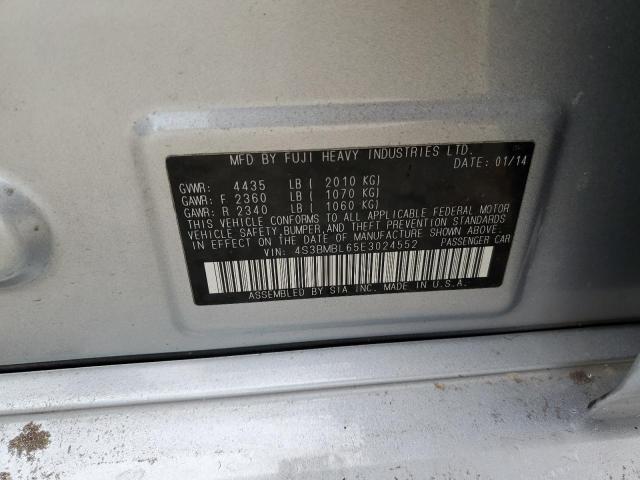 MFD BY FUJI HEAVY INDUSTRIES LTD.
DATE: 01/14
GVWR: 4435 LB ( 2010 KG)
GAWR: F 2360 LB ( 1070 KG)
GAWR: R 2340 LB ( 1060 KG)
THIS VEHICLE CONFORMS TO ALL APPLICABLE FEDERAL MOTOR
VEHICLE SAFETY, BUMPER, AND THEFT PREVENTION STANDARDS
IN EFFECT ON THE DATE OF MANUFACTURE SHOWN ABOVE.
VIN: 4S3BMBL65E3024552 PASSENGER CAR
ASSEMBLED BY SIA INC. MADE IN U.S.A.